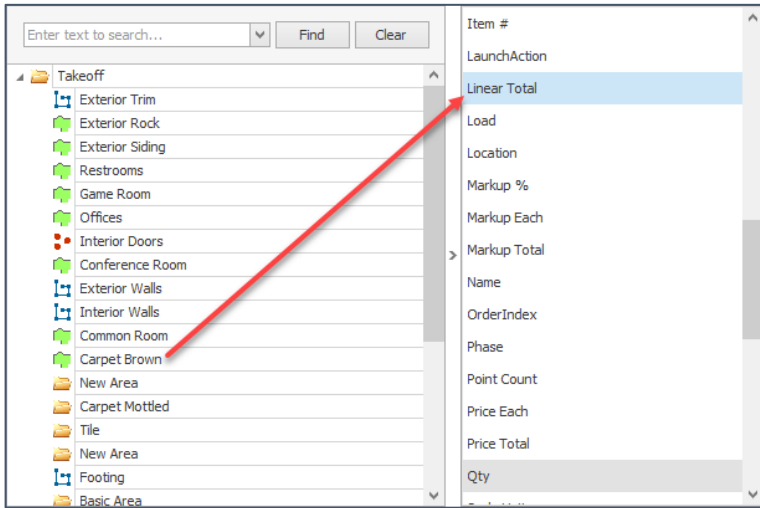 Enter text to search...
Find
Clear
Takeoff
Exterior Trim
Exterior Rock
Exterior Siding
Restrooms
Game Room
Offices
Interior Doors
Conference Room
Exterior Walls
Interior Walls
Common Room
Carpet Brown
New Area
Carpet Mottled
Tile
New Area
Footing
Basic Area
Item #
LaunchAction
Linear Total
Load
Location
Markup %
Markup Each
Markup Total
Name
OrderIndex
Phase
Point Count
Price Each
Price Total
Qty